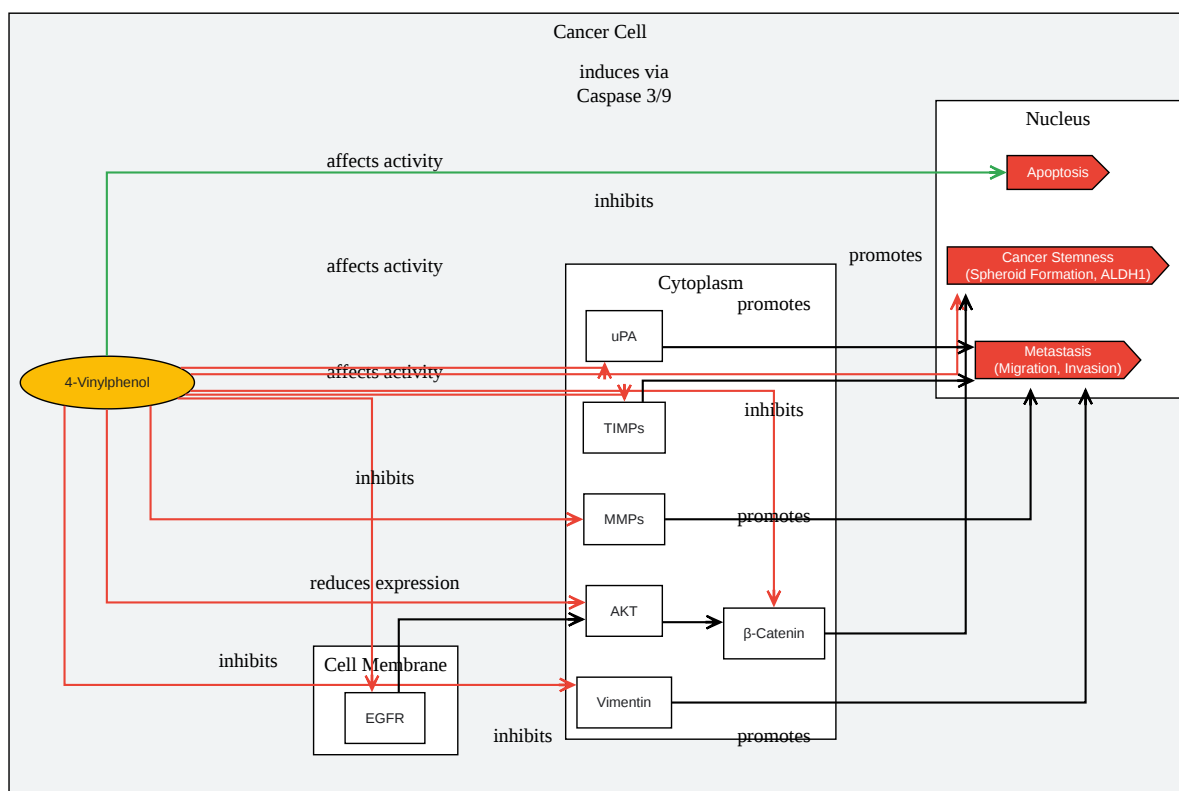 Cancer Cell
induces via
Caspase 3/9
Nucleus
affects activity
Apoptosis
inhibits
promotes
affects activity
Cancer Stemness
(Spheroid Formation, ALDH1)
Cytoplasm
promotes
uPA
Metastasis
(Migration, Invasion)
4-Vinylphenol
affects activity
inhibits
TIMPs
inhibits
MMPs
promotes
reduces expression
AKT
β-Catenin
inhibits
Cell Membrane
Vimentin
EGFR
inhibits
promotes